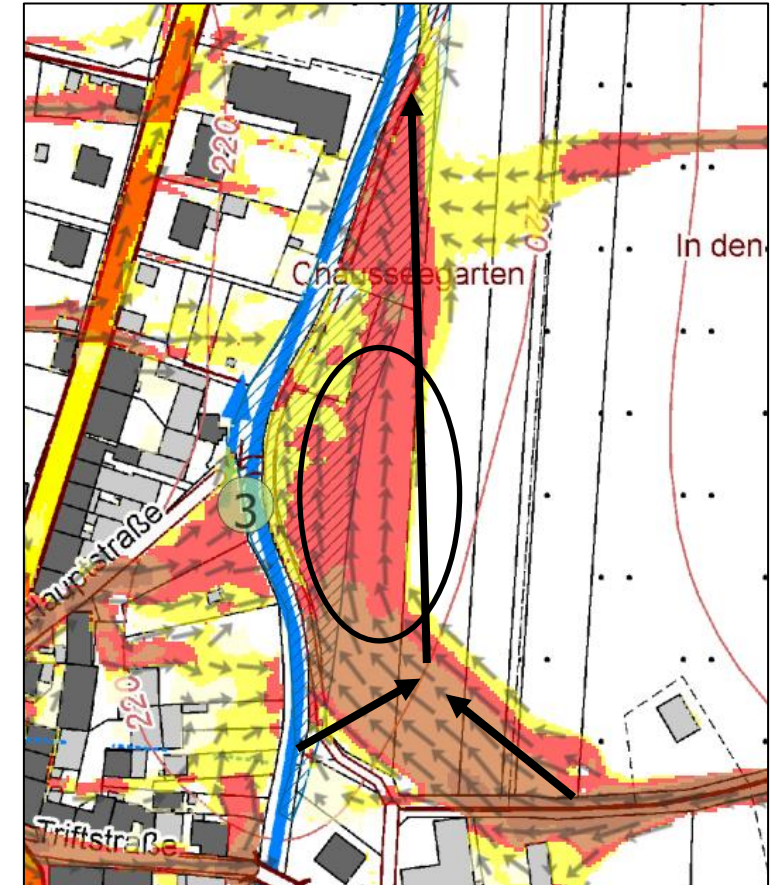 220
Chausseegarten
220
In den
3
Hauptstraße
220
Triftstraße